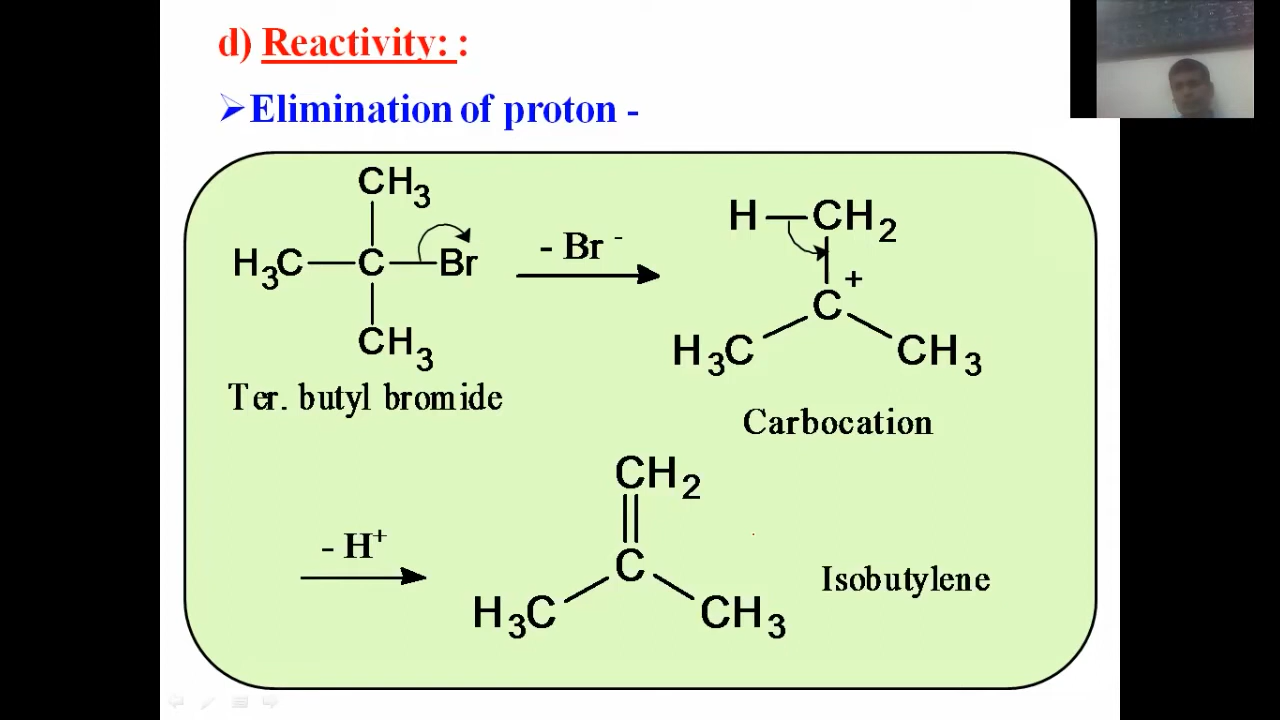 d) Reactivity: :
➢Elimination of proton -
CH3
H3C—C—Br
CH3
Ter. butyl bromide
- Br -
H—CH2
+
C
H3C CH3
Carbocation
- H+
CH2
C
H3C CH3
Isobutylene